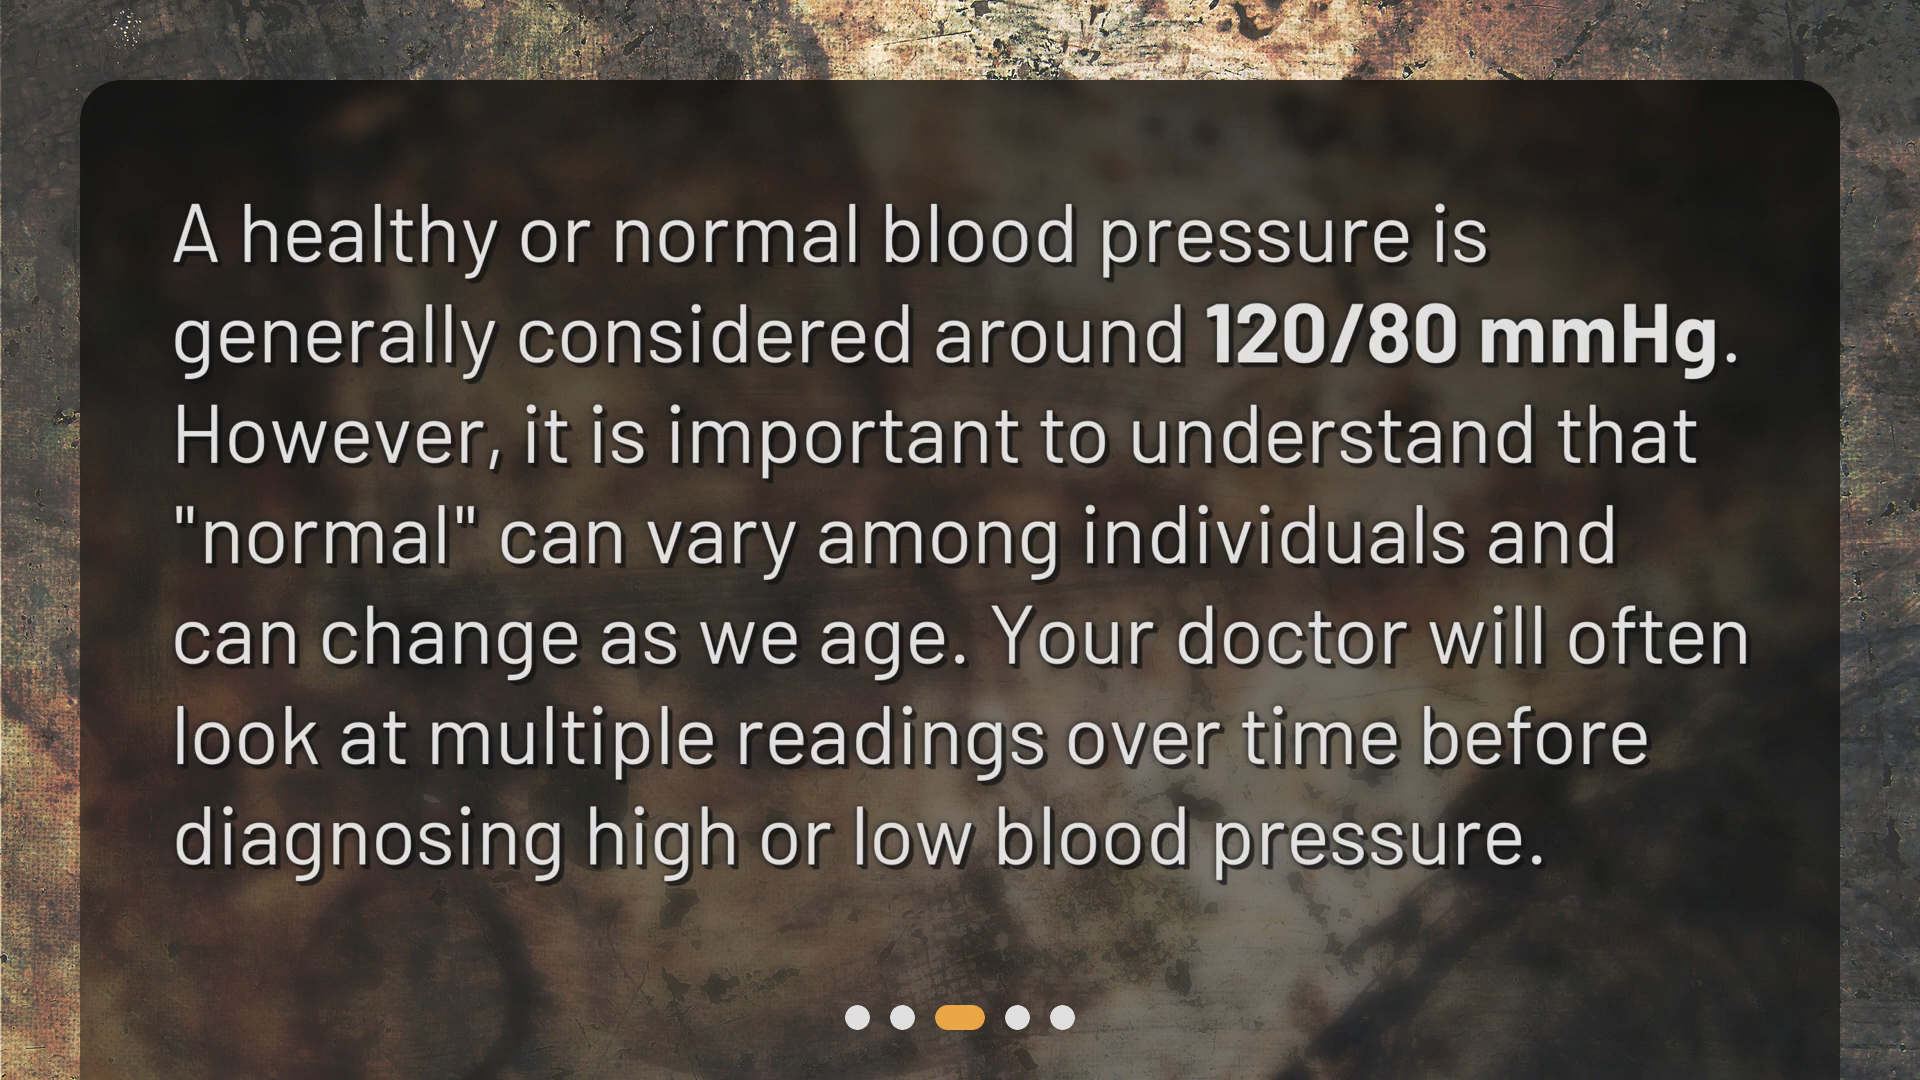 A healthy or normal blood pressure is
generally considered around 120/80 mmHg.
However, it is important to understand that
"normal" can vary among individuals and
can change as we age. Your doctor will often
look at multiple readings over time before
diagnosing high or low blood pressure.